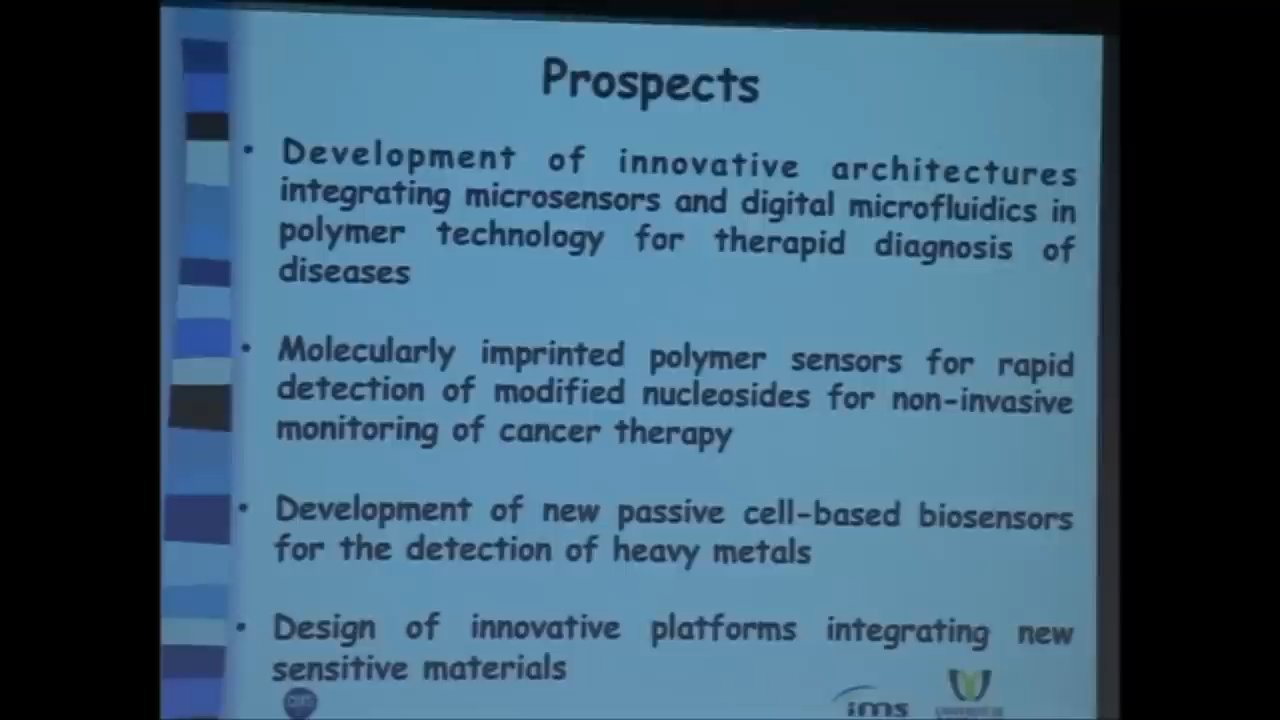 Prospects
• Development of innovative architectures
integrating microsensors and digital microfluidics in
polymer technology for therapid diagnosis of
diseases
• Molecularly imprinted polymer sensors for rapid
detection of modified nucleosides for non-invasive
monitoring of cancer therapy
• Development of new passive cell-based biosensors
for the detection of heavy metals
• Design of innovative platforms integrating new
sensitive materials
ims